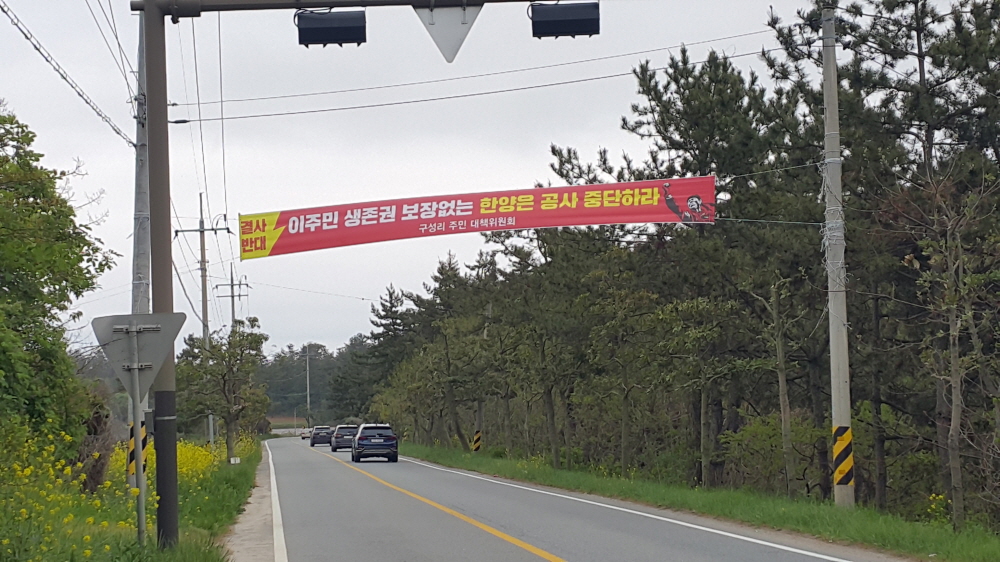 결사
반대
이주민 생존권 보장없는 한양은 공사 중단하라
구성리 주민 대책위원회